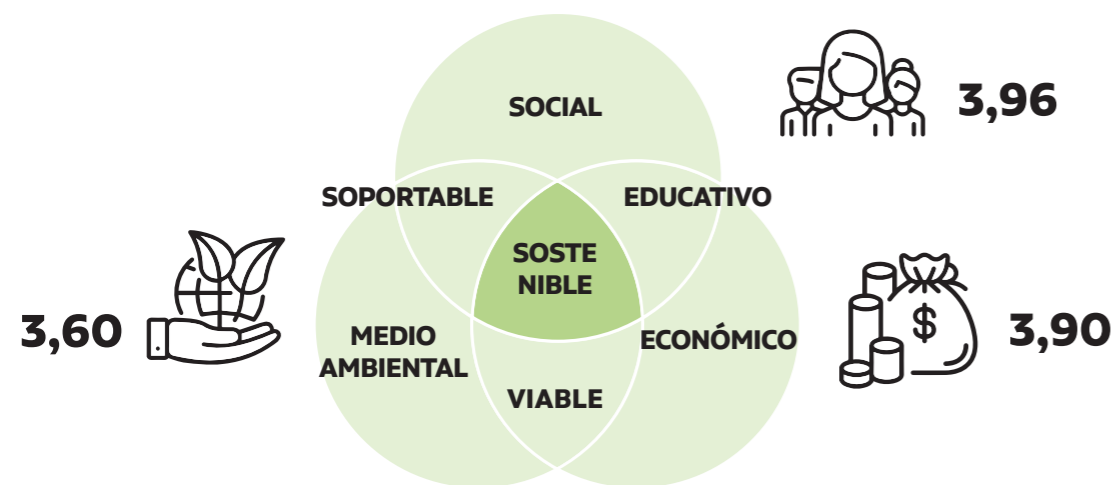 SOCIAL
3,96
SOPORTABLE
EDUCATIVO
SOSTE
NIBLE
3,60
MEDIO
AMBIENTAL
ECONÓMICO
$
3,90
VIABLE